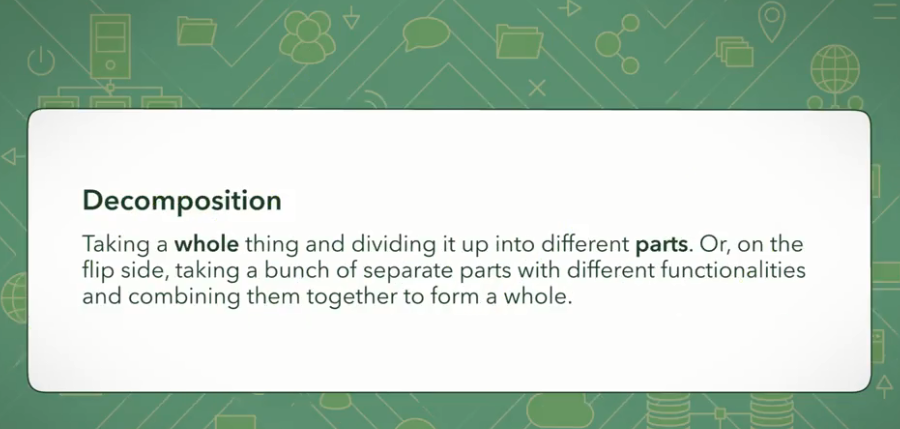 Decomposition
Taking a whole thing and dividing it up into different parts. Or, on the
flip side, taking a bunch of separate parts with different functionalities
and combining them together to form a whole.